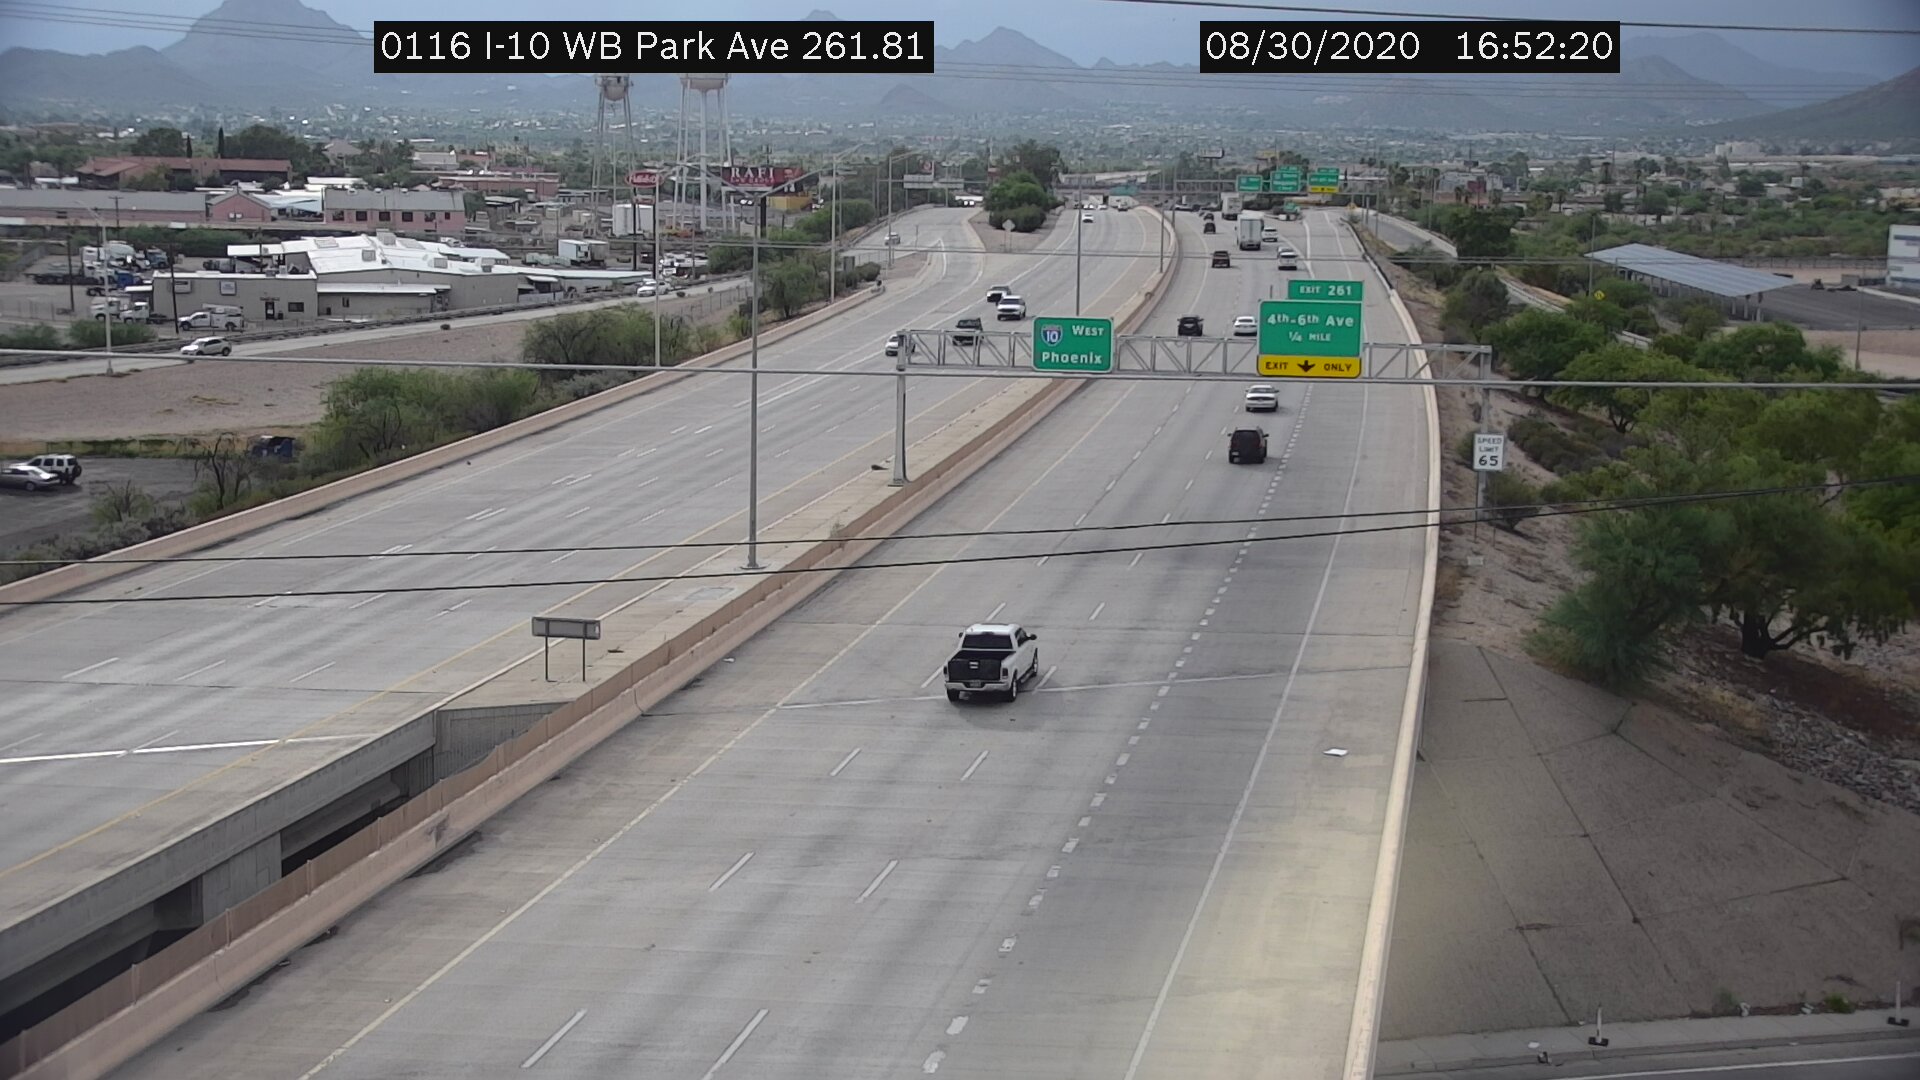 0116 I-10 WB Park Ave 261.81
08/30/2020 16:52:20
RAFI
EXIT 261
10 WEST
Phoenix
4th-6th Ave
1/4 MILE
EXIT ONLY
SPEED
LIMIT
65